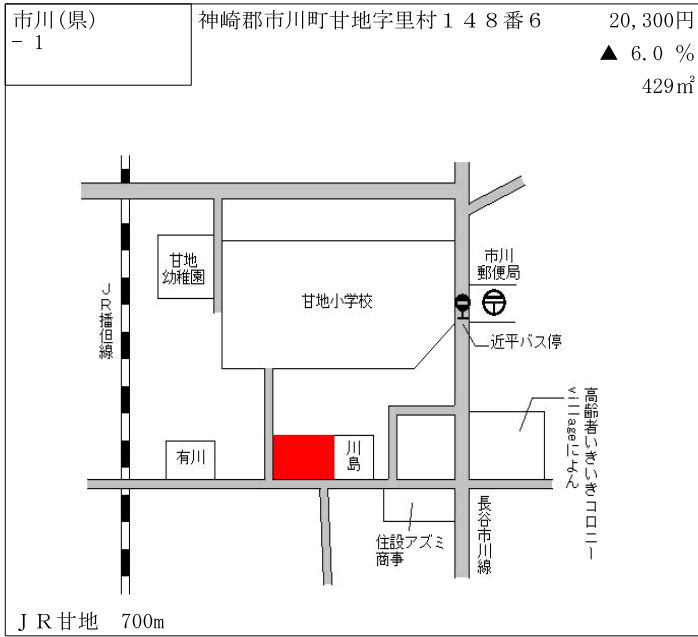 市川(県)
- 1
神崎郡市川町甘地字里村１４８番６
20,300円
▲ 6.0 %
429㎡
甘地
幼稚園
甘地小学校
市川
郵便局
近平バス停
ＪＲ播但線
有川
川島
住設アズミ
商事
長谷市川線
高齢者いきいきコロニー
villageによん
ＪＲ甘地 700m